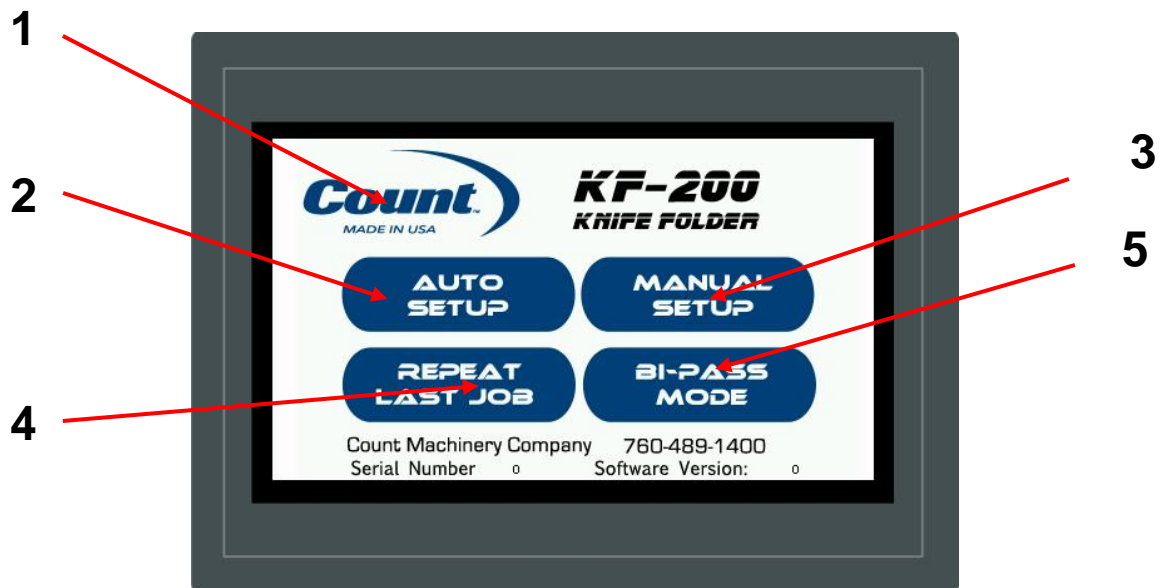 1
2
3
5
4
Count
MADE IN USA
KF-200
KNIFE FOLDER
AUTO
SETUP
MANUAL
SETUP
REPEAT
LAST JOB
BI-PASS
MODE
Count Machinery Company 760-489-1400
Serial Number 0 Software Version: 0